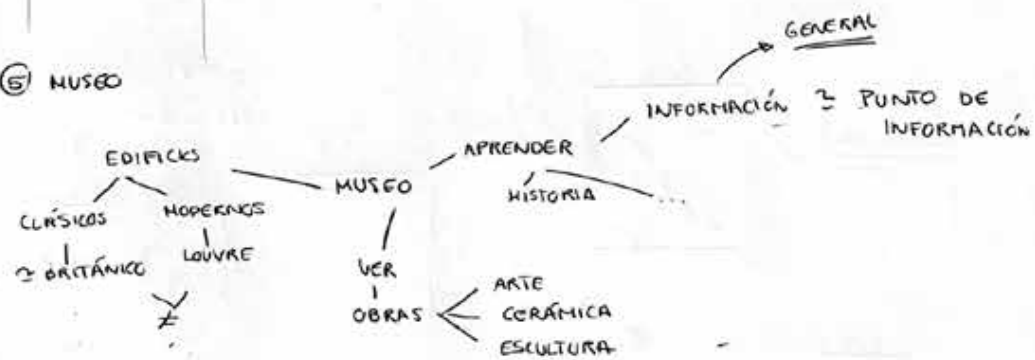 GENERAL
⑤ MUSEO
INFORMACIÓN ≅ PUNTO DE
INFORMACIÓN
EDIFICIOS
APRENDER
MUSEO
HISTORIA
...
CLÁSICOS
MODERNOS
≅ BRITÁNICO
LOUVRE
VER
≠
OBRAS
ARTE
CERÁMICA
ESCULTURA